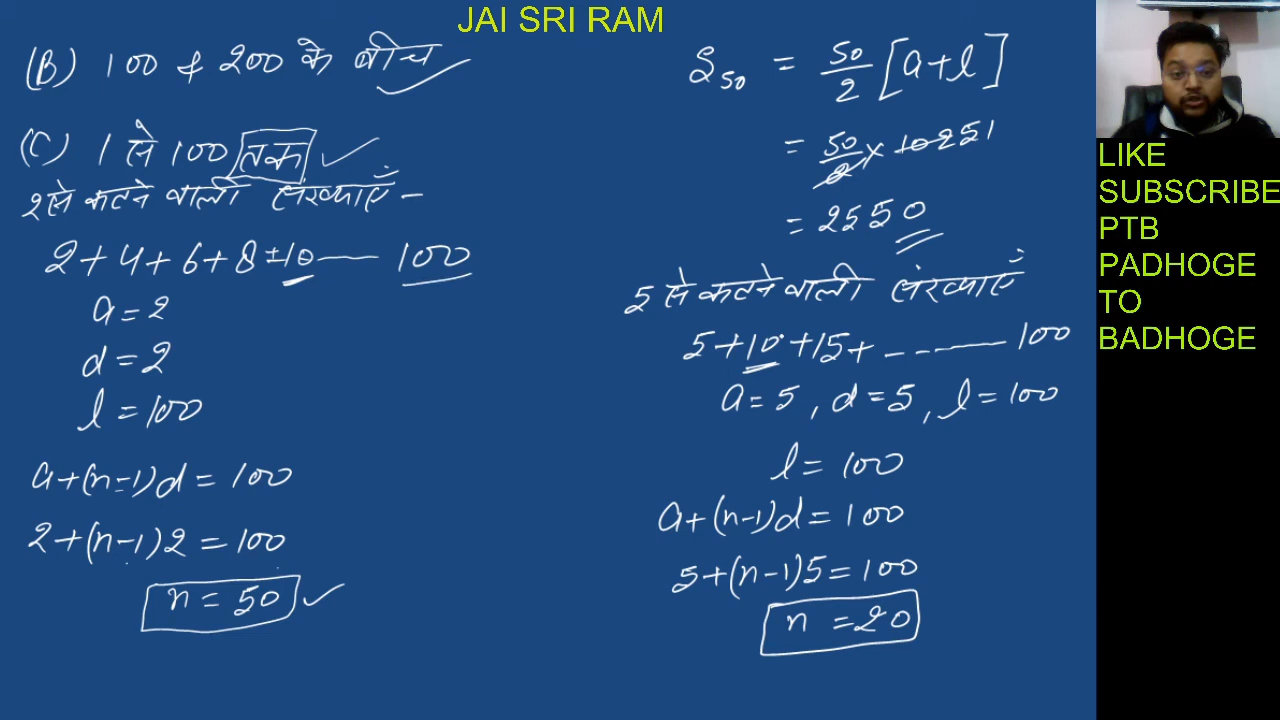 JAI SRI RAM
(B) 100 & 200 के बीच
(C) 1 से 100 तक
2 से कटने वाली संख्याएँ -
2+4+6+8+10 ---- 100
a=2
d=2
l=100
a+(n-1)d=100
2+(n-1)2=100
n=50
S50 = 50/2 [a+l]
= 50/2 × 102 51
= 2550
5 से कटने वाली संख्याएँ
5+10+15+ ------- 100
a=5, d=5, l=100
l=100
a+(n-1)d=100
5+(n-1)5=100
n=20
LIKE
SUBSCRIBE
PTB
PADHOGE
TO
BADHOGE